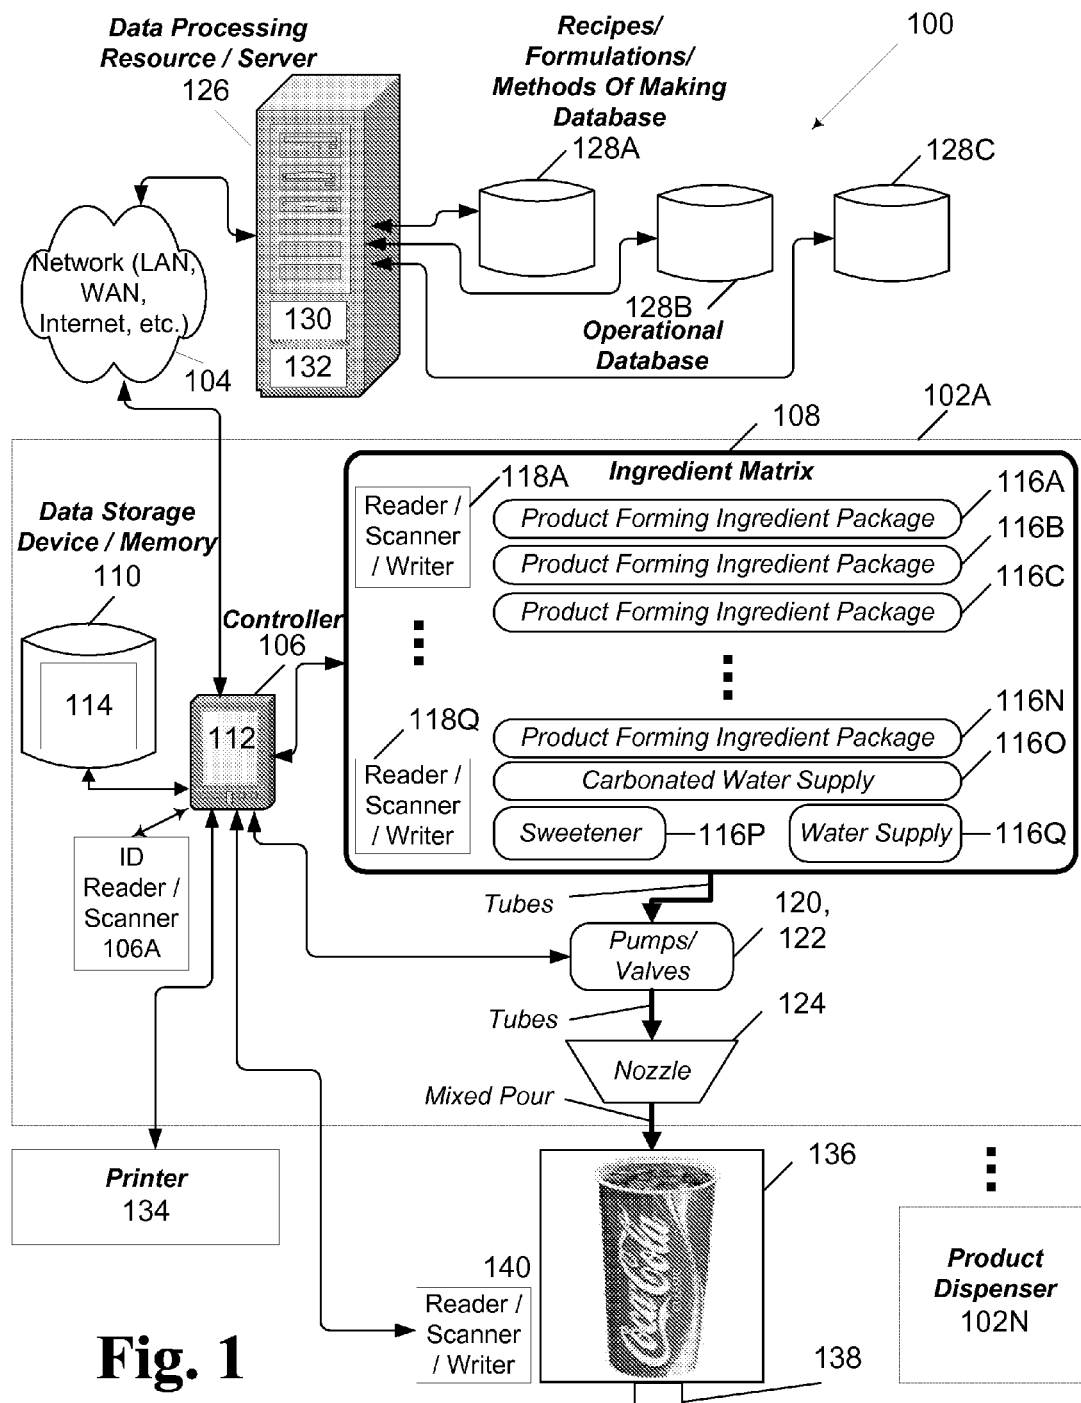 Data Processing
Resource / Server
126
Recipes/
Formulations/
Methods Of Making
Database
100
128A
128C
Network (LAN,
WAN,
Internet, etc.)
104
130
132
128B
Operational
Database
102A
108
Ingredient Matrix
118A
Reader /
Scanner
/ Writer
Product Forming Ingredient Package
116A
Product Forming Ingredient Package
116B
Product Forming Ingredient Package
116C
Data Storage
Device / Memory
110
114
Controller
106
112
118Q
Reader /
Scanner
/ Writer
Product Forming Ingredient Package
116N
Carbonated Water Supply
116O
Sweetener
116P
Water Supply
116Q
ID
Reader /
Scanner
106A
Tubes
Pumps/
Valves
120,
122
Tubes
124
Nozzle
Mixed Pour
Printer
134
136
Coca-Cola
140
Reader /
Scanner
/ Writer
Product
Dispenser
102N
138
Fig. 1